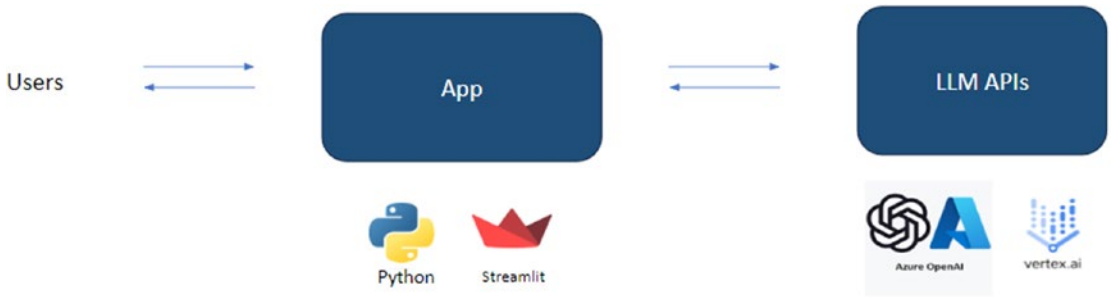 Users
App
LLM APIs
Python
Streamlit
Azure OpenAI
vertex.ai